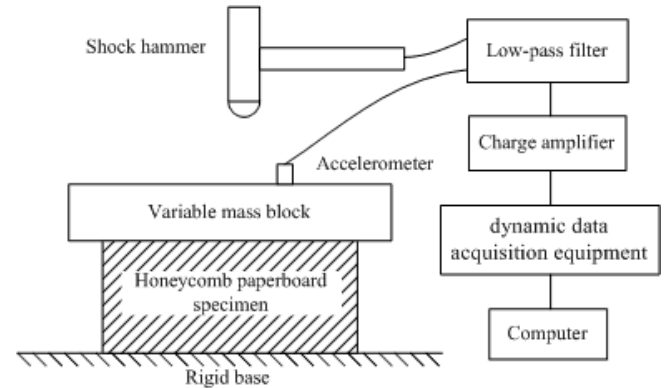 Shock hammer
Low-pass filter
Accelerometer
Charge amplifier
Variable mass block
dynamic data
acquisition equipment
Honeycomb paperboard
specimen
Computer
Rigid base